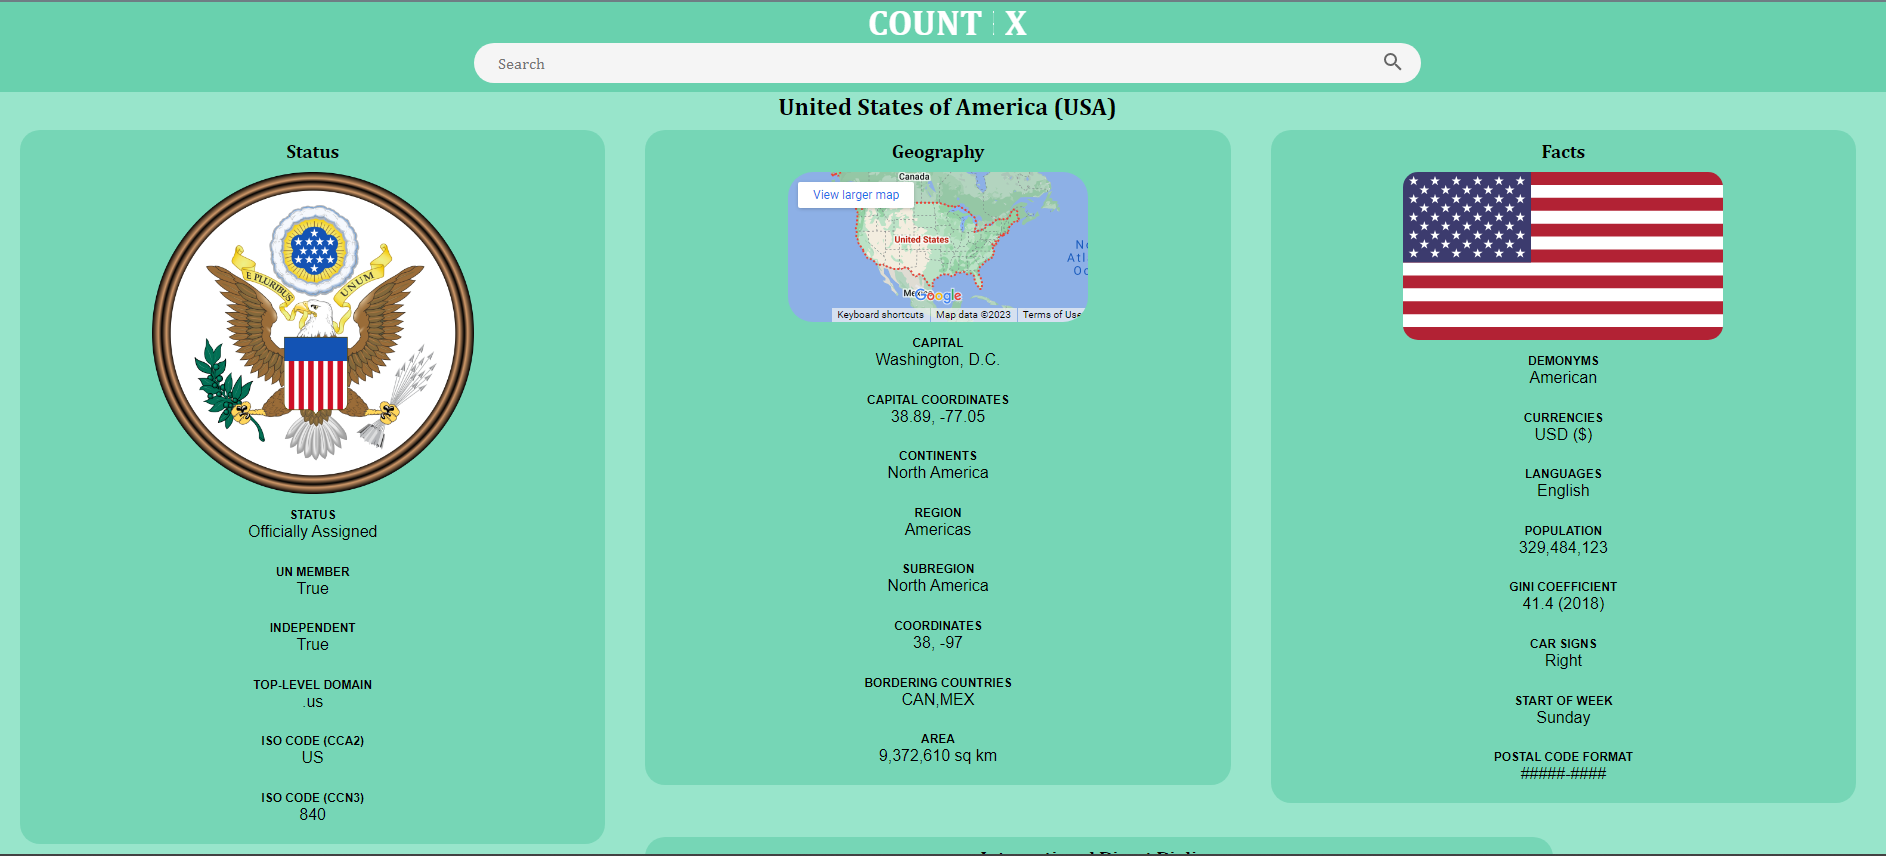 COUNT X
Search
United States of America (USA)
Status
E PLURIBUS
UNUM
STATUS
Officially Assigned
UN MEMBER
True
INDEPENDENT
True
TOP-LEVEL DOMAIN
.us
ISO CODE (CCA2)
US
ISO CODE (CCN3)
840
Geography
Canada
View larger map
United States
Google
Keyboard shortcuts
Map data ©2023
Terms of Use
CAPITAL
Washington, D.C.
CAPITAL COORDINATES
38.89, -77.05
CONTINENTS
North America
REGION
Americas
SUBREGION
North America
COORDINATES
38, -97
BORDERING COUNTRIES
CAN,MEX
AREA
9,372,610 sq km
Facts
DEMONYMS
American
CURRENCIES
USD ($)
LANGUAGES
English
POPULATION
329,484,123
GINI COEFFICIENT
41.4 (2018)
CAR SIGNS
Right
START OF WEEK
Sunday
POSTAL CODE FORMAT
#####-####